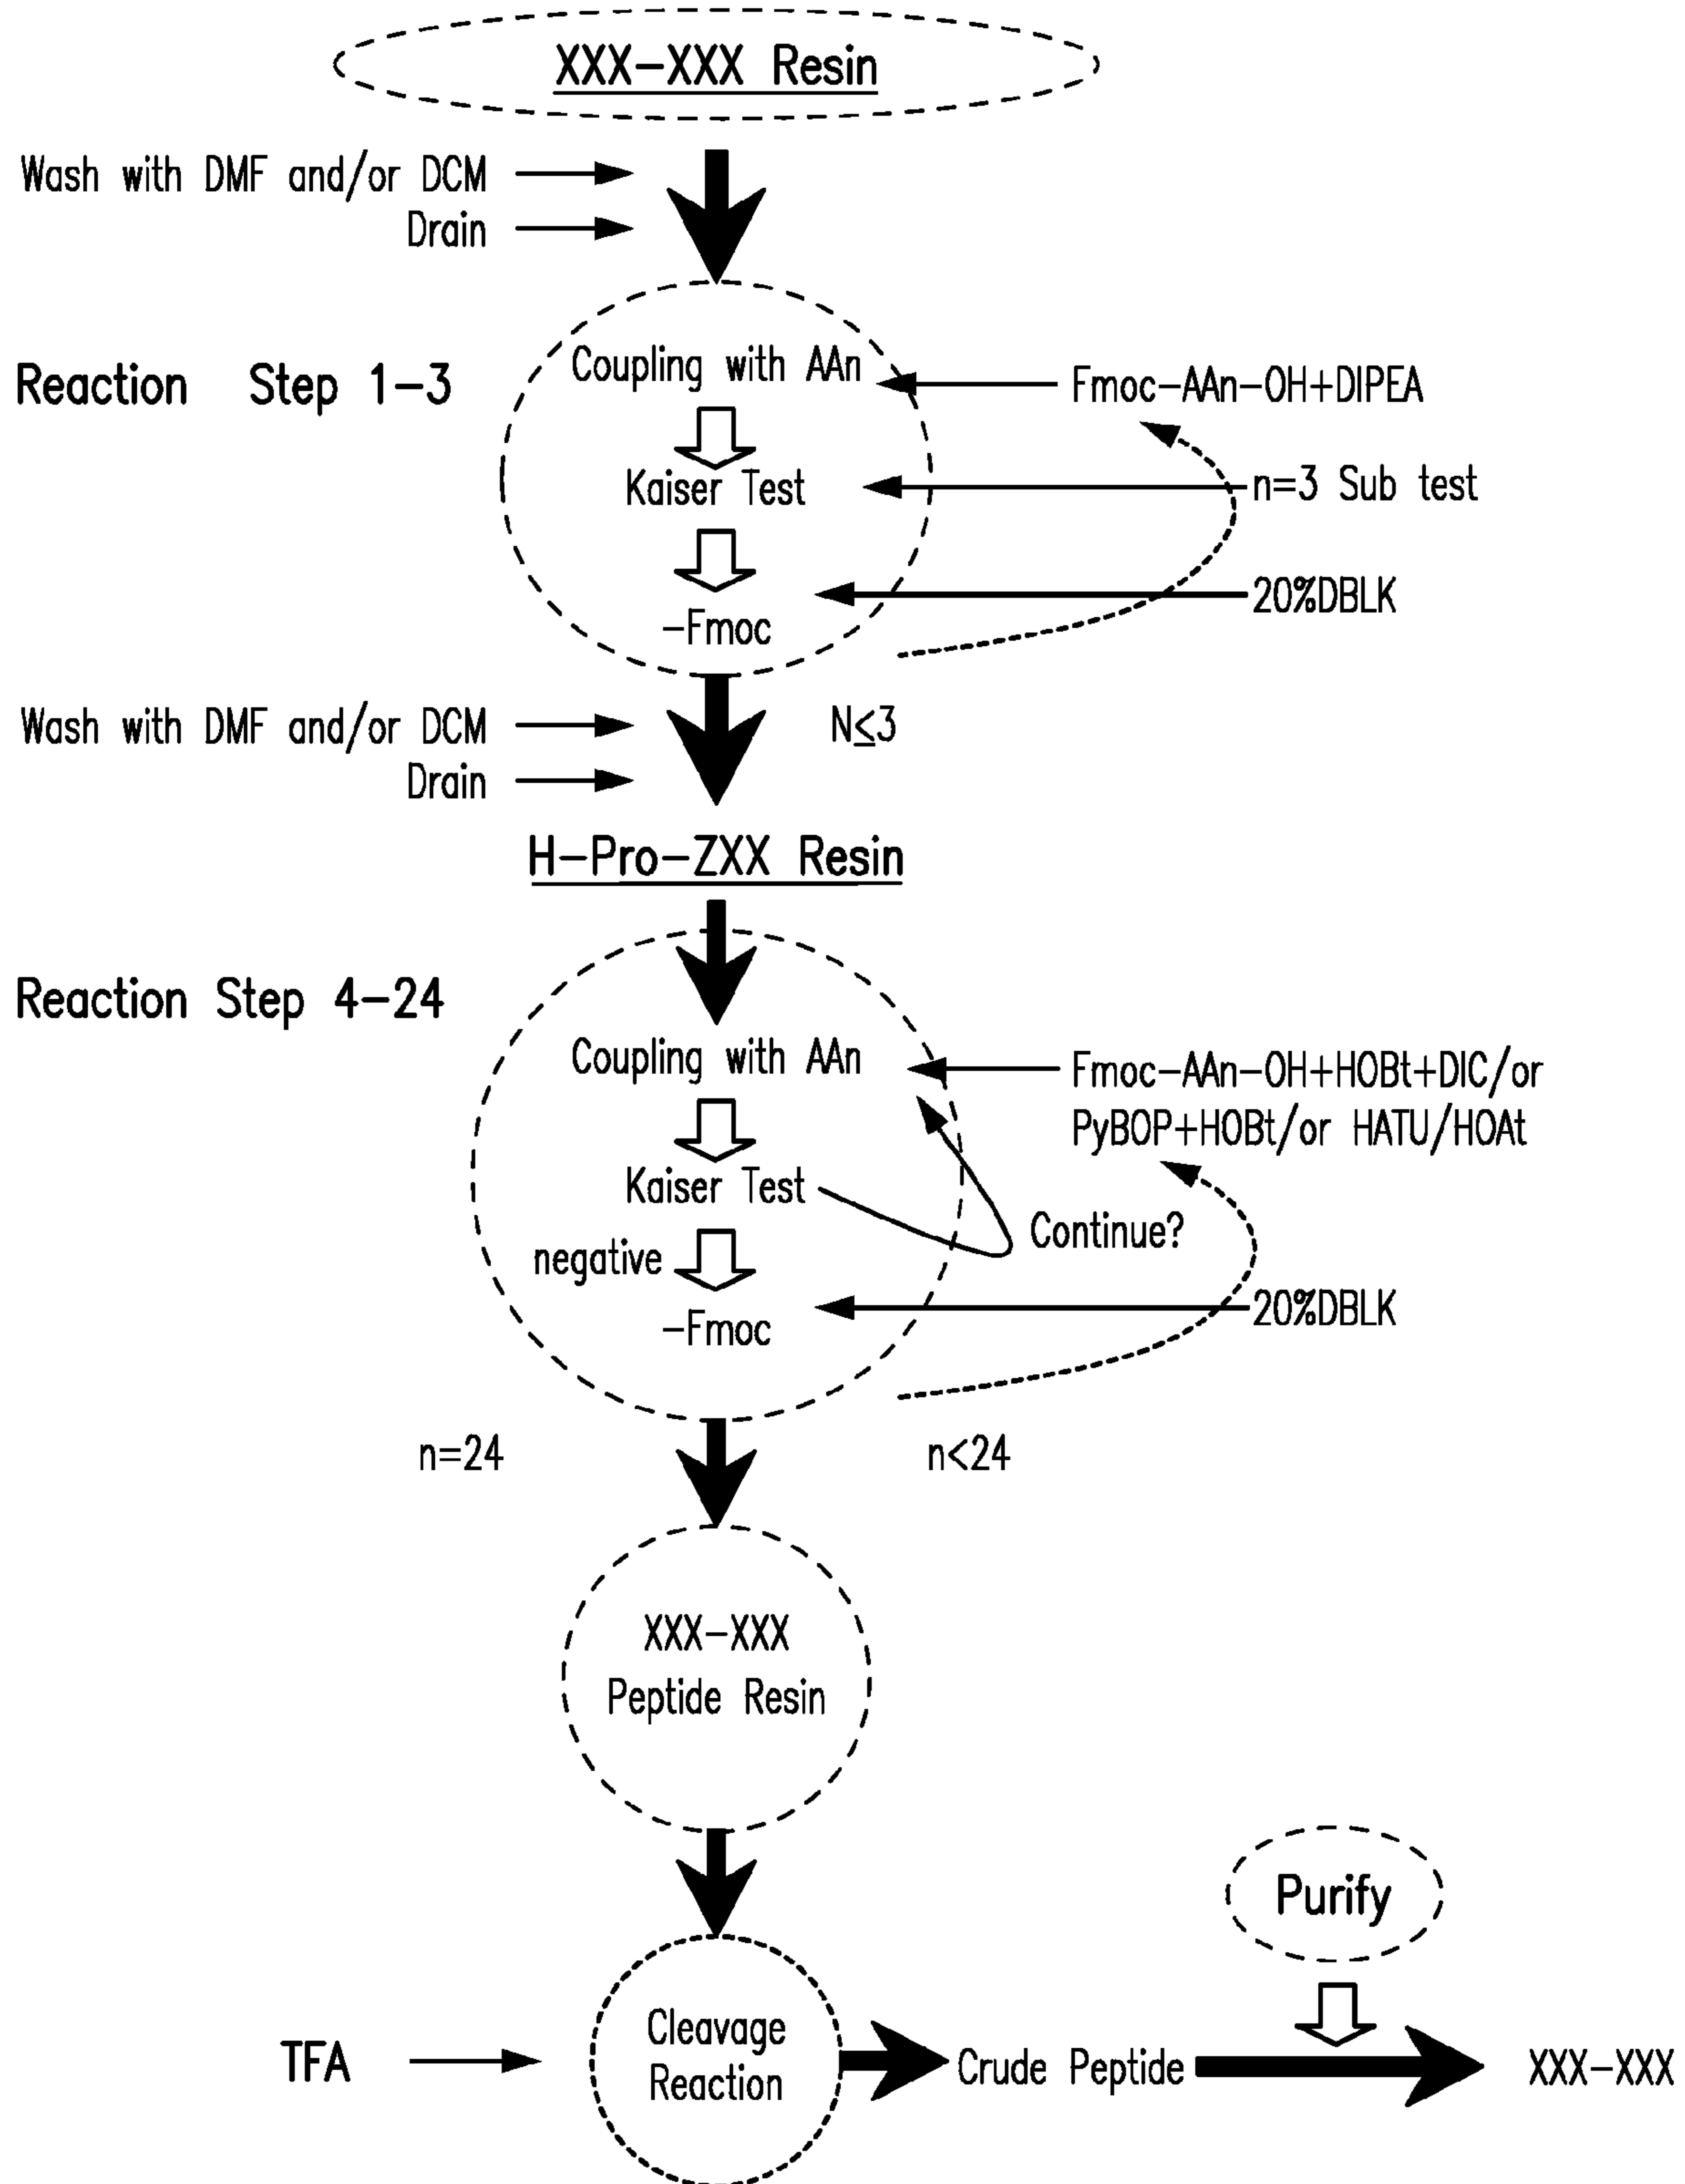 XXX-XXX Resin
Wash with DMF and/or DCM
Drain
Reaction Step 1-3
Coupling with AAn
Fmoc-AAn-OH+DIPEA
Kaiser Test
n=3 Sub test
20%DBLK
-Fmoc
Wash with DMF and/or DCM
N≤3
Drain
H-Pro-ZXX Resin
Reaction Step 4-24
Coupling with AAn
Fmoc-AAn-OH+HOBt+DIC/or
PyBOP+HOBt/or HATU/HOAt
Kaiser Test
Continue?
negative
20%DBLK
-Fmoc
n=24
n<24
XXX-XXX
Peptide Resin
Purify
Cleavage
Reaction
TFA
Crude Peptide
XXX-XXX